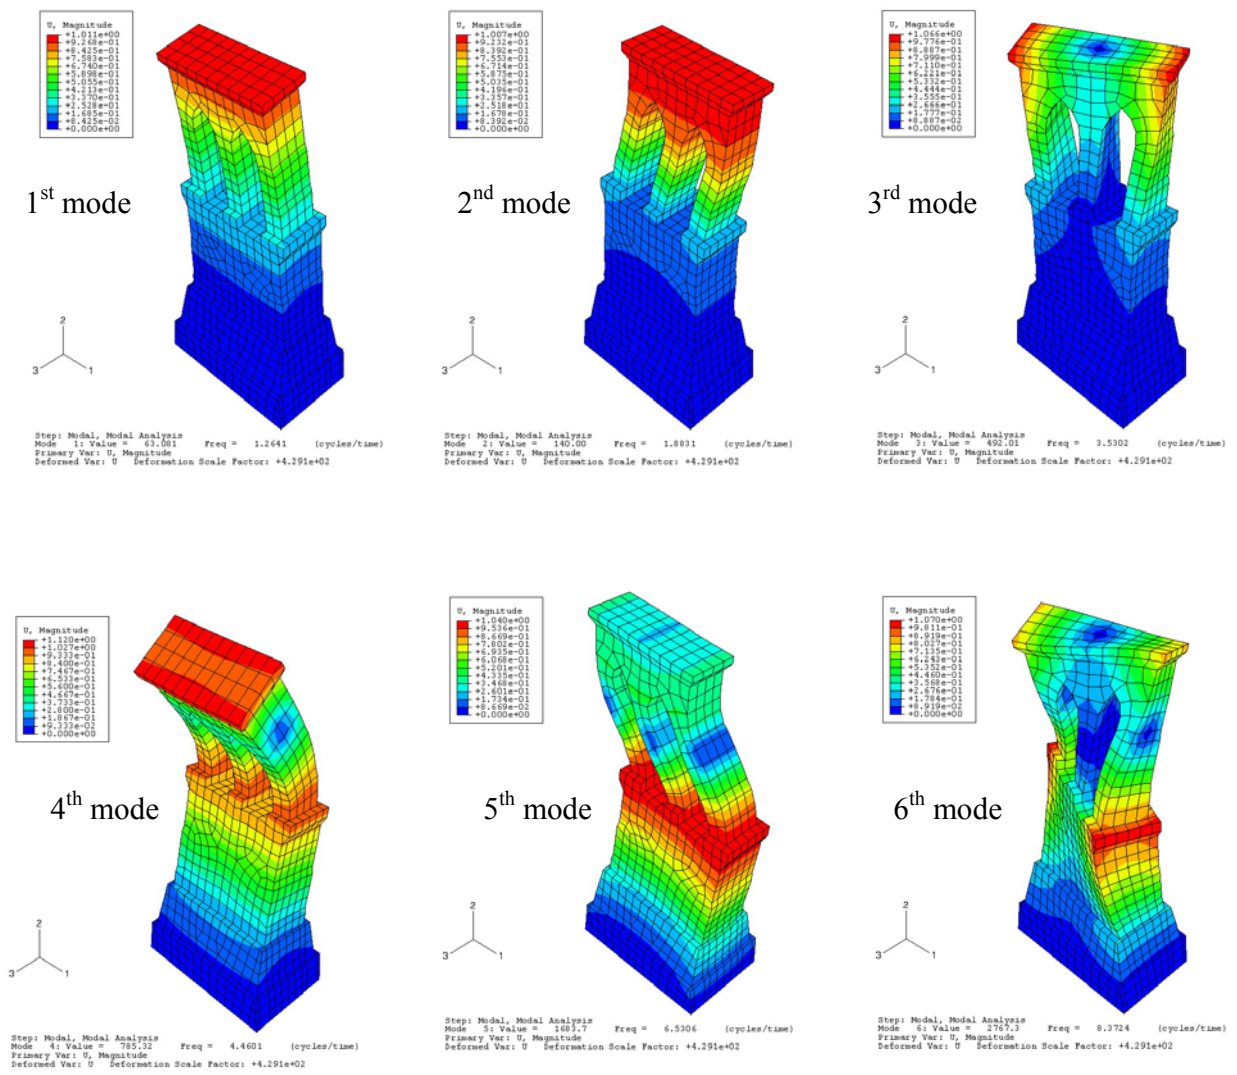 U, Magnitude
+1.011e+00
+9.268e-01
+8.425e-01
+7.583e-01
+6.740e-01
+5.898e-01
+5.055e-01
+4.213e-01
+3.370e-01
+2.528e-01
+1.685e-01
+8.425e-02
+0.000e+00
1st mode
2
3
1
Step: Modal, Modal Analysis
Mode 1: Value = 63.081 Freq = 1.2641 (cycles/time)
Primary Var: U, Magnitude
Deformed Var: U Deformation Scale Factor: +4.291e+02
U, Magnitude
+1.007e+00
+9.232e-01
+8.392e-01
+7.553e-01
+6.714e-01
+5.875e-01
+5.035e-01
+4.196e-01
+3.357e-01
+2.518e-01
+1.678e-01
+8.392e-02
+0.000e+00
2nd mode
2
3
1
Step: Modal, Modal Analysis
Mode 2: Value = 140.00 Freq = 1.8831 (cycles/time)
Primary Var: U, Magnitude
Deformed Var: U Deformation Scale Factor: +4.291e+02
U, Magnitude
+1.066e+00
+9.776e-01
+8.887e-01
+7.999e-01
+7.110e-01
+6.221e-01
+5.332e-01
+4.444e-01
+3.555e-01
+2.666e-01
+1.777e-01
+8.887e-02
+0.000e+00
3rd mode
2
3
1
Step: Modal, Modal Analysis
Mode 3: Value = 492.01 Freq = 3.5302 (cycles/time)
Primary Var: U, Magnitude
Deformed Var: U Deformation Scale Factor: +4.291e+02
U, Magnitude
+1.120e+00
+1.027e+00
+9.333e-01
+8.400e-01
+7.467e-01
+6.533e-01
+5.600e-01
+4.667e-01
+3.733e-01
+2.800e-01
+1.867e-01
+9.333e-02
+0.000e+00
4th mode
2
3
1
Step: Modal, Modal Analysis
Mode 4: Value = 785.32 Freq = 4.4601 (cycles/time)
Primary Var: U, Magnitude
Deformed Var: U Deformation Scale Factor: +4.291e+02
U, Magnitude
+1.040e+00
+9.536e-01
+8.669e-01
+7.802e-01
+6.935e-01
+6.068e-01
+5.201e-01
+4.335e-01
+3.468e-01
+2.601e-01
+1.734e-01
+8.669e-02
+0.000e+00
5th mode
2
3
1
Step: Modal, Modal Analysis
Mode 5: Value = 1683.7 Freq = 6.5306 (cycles/time)
Primary Var: U, Magnitude
Deformed Var: U Deformation Scale Factor: +4.291e+02
U, Magnitude
+1.070e+00
+9.811e-01
+8.919e-01
+8.027e-01
+7.135e-01
+6.243e-01
+5.352e-01
+4.460e-01
+3.568e-01
+2.676e-01
+1.784e-01
+8.919e-02
+0.000e+00
6th mode
2
3
1
Step: Modal, Modal Analysis
Mode 6: Value = 2767.3 Freq = 8.3724 (cycles/time)
Primary Var: U, Magnitude
Deformed Var: U Deformation Scale Factor: +4.291e+02